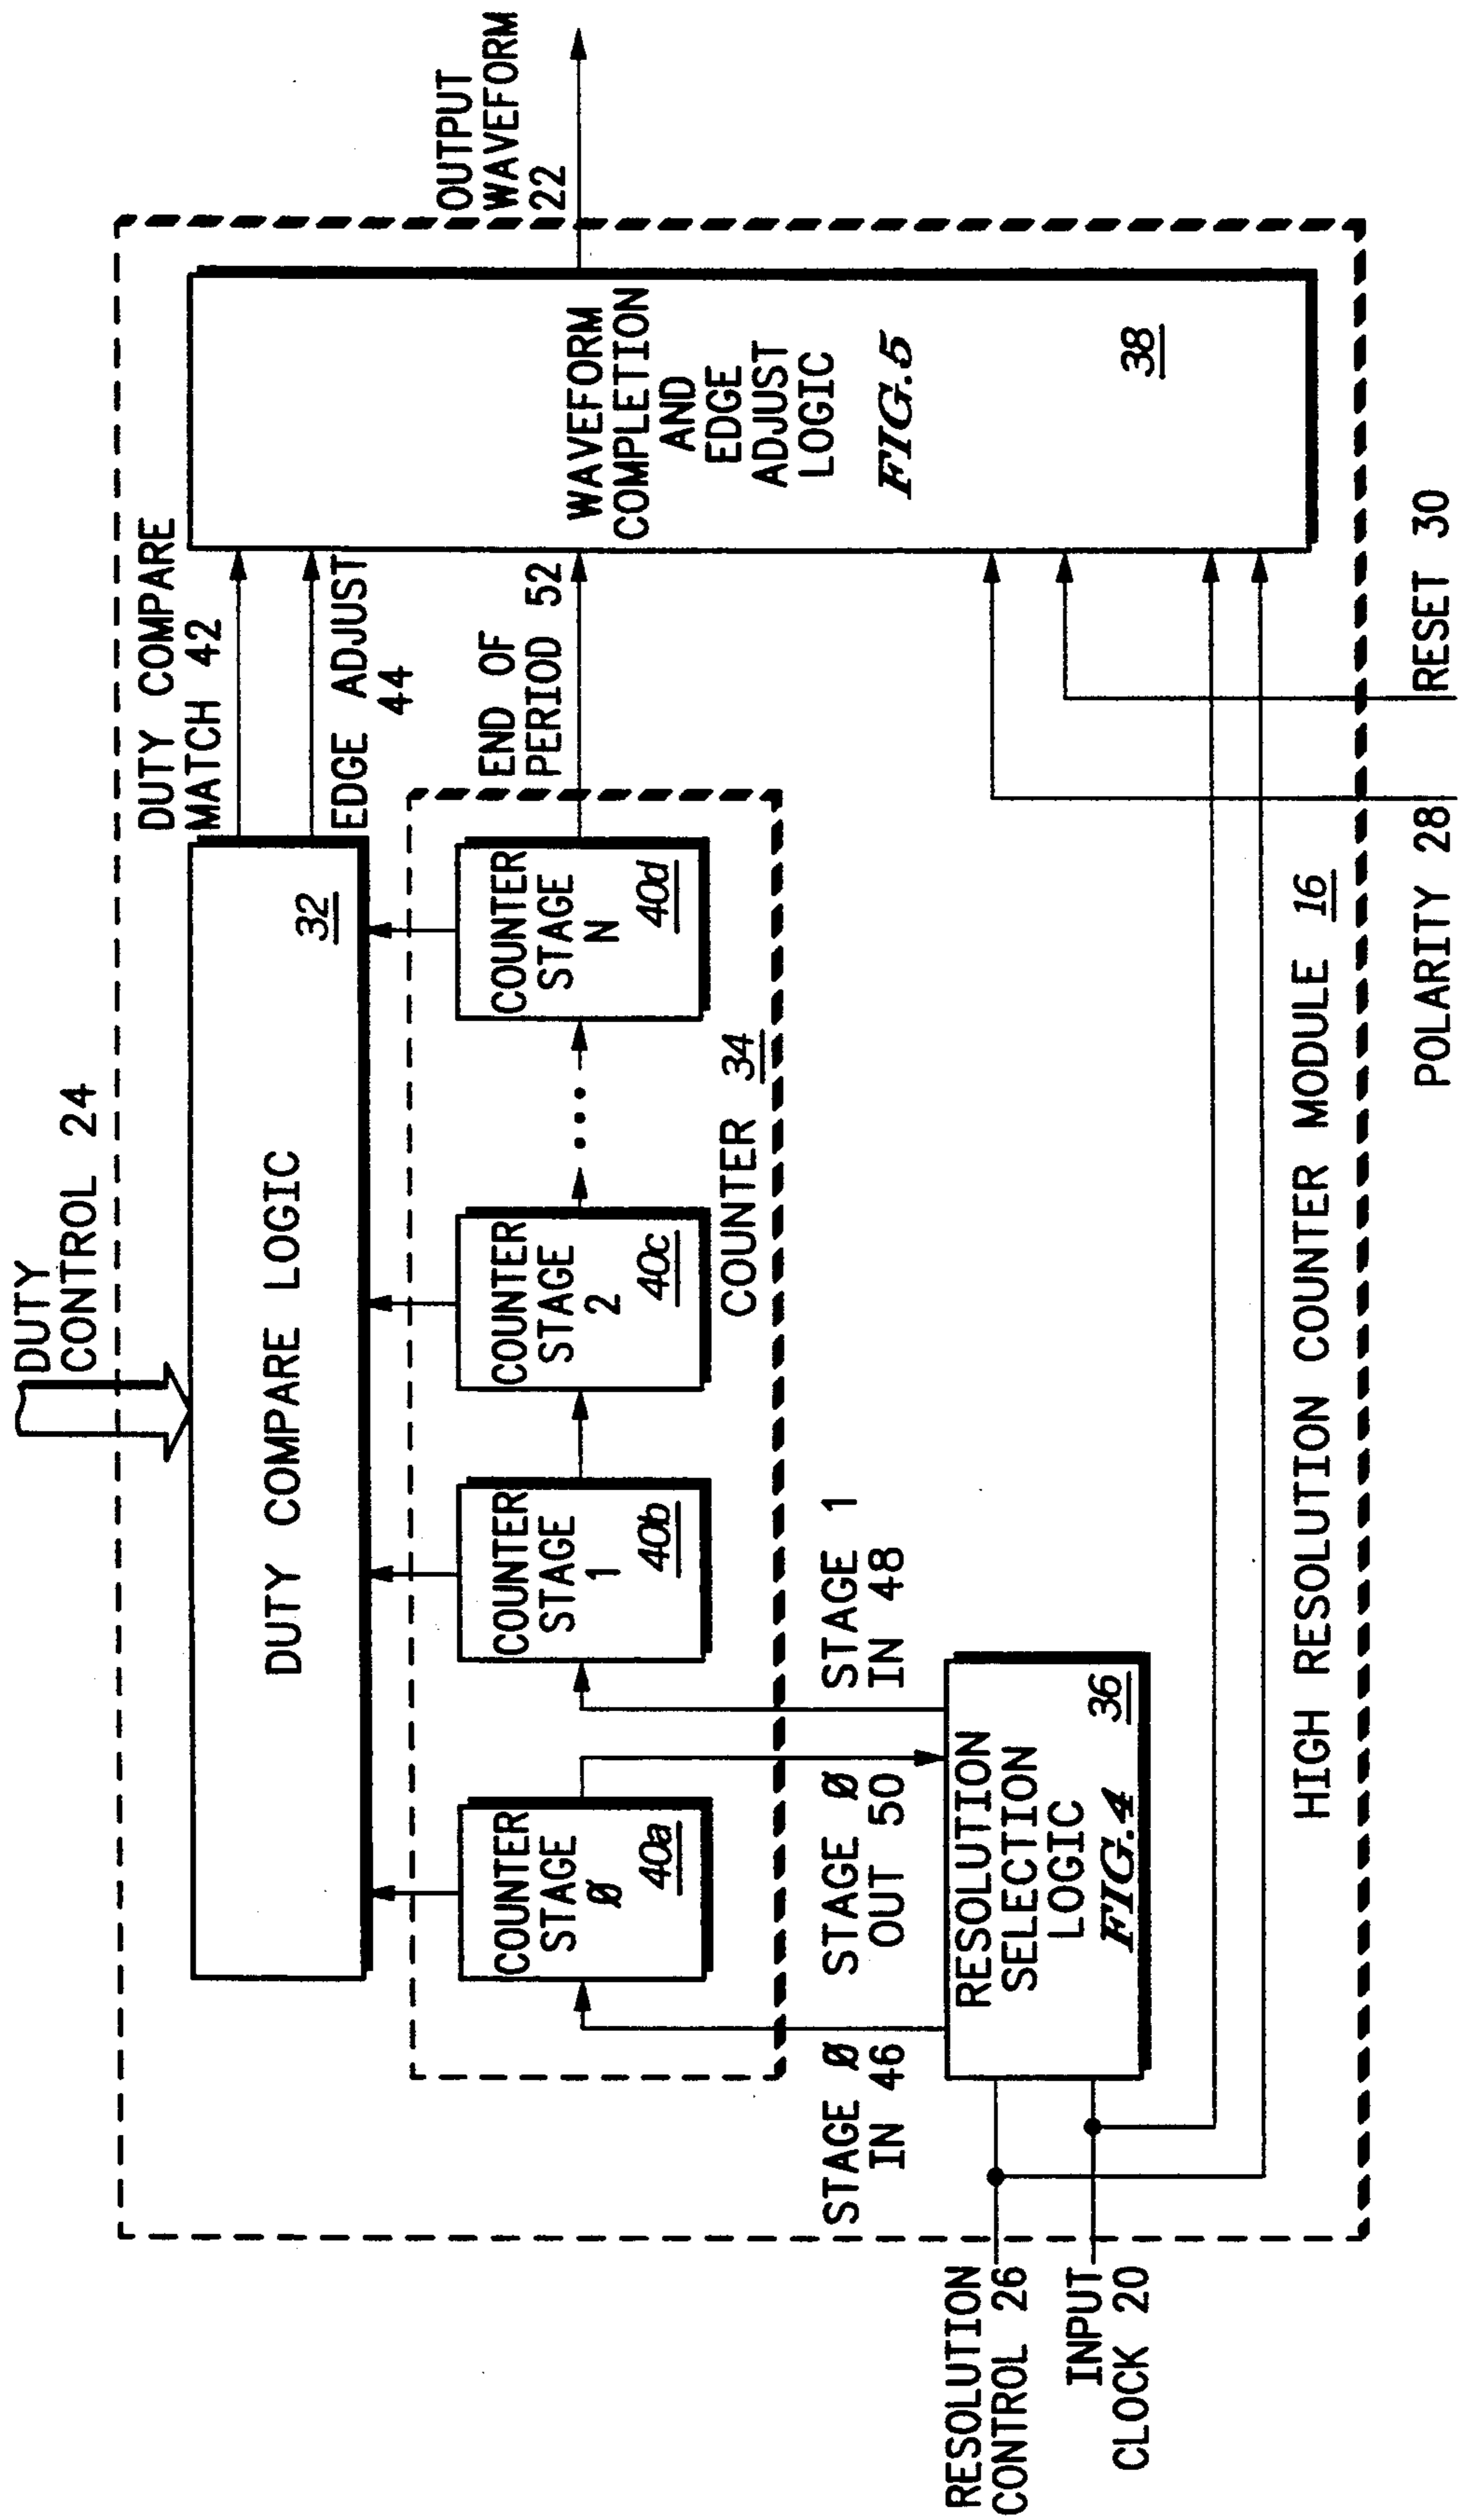 DUTY
CONTROL 24
DUTY COMPARE LOGIC
32
DUTY COMPARE
MATCH 42
EDGE ADJUST
44
OUTPUT
WAVEFORM
22
COUNTER
STAGE
Ø
40a
COUNTER
STAGE
1
40b
COUNTER
STAGE
2
40c
...
COUNTER
STAGE
N
40d
COUNTER 34
END OF
PERIOD 52
WAVEFORM
COMPLETION
AND
EDGE
ADJUST
LOGIC
FIG.5
38
STAGE Ø
IN 46
STAGE Ø
OUT 50
STAGE 1
IN 48
RESOLUTION
SELECTION
LOGIC
FIG.4
36
RESOLUTION
CONTROL 26
INPUT
CLOCK 20
HIGH RESOLUTION COUNTER MODULE 16
POLARITY 28
RESET 30